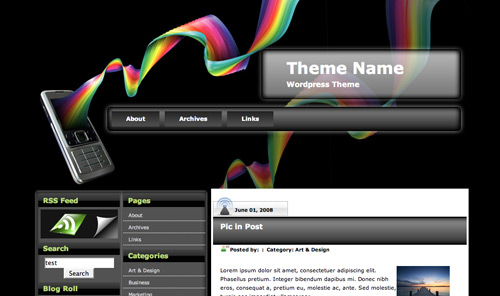 Theme Name
Wordpress Theme
About
Archives
Links
RSS Feed
Search
test
Search
Blog Roll
Pages
About
Archives
Links
Categories
Art & Design
Business
Marketing
June 01, 2008
Pic in Post
Posted by: : Category: Art & Design
Lorem ipsum dolor sit amet, consectetuer adipiscing elit.
Phasellus pretium. Integer bibendum dapibus mi. Donec nibh
eros, consequat a, pretium eu, molestie ac, ante. Sed molestie,